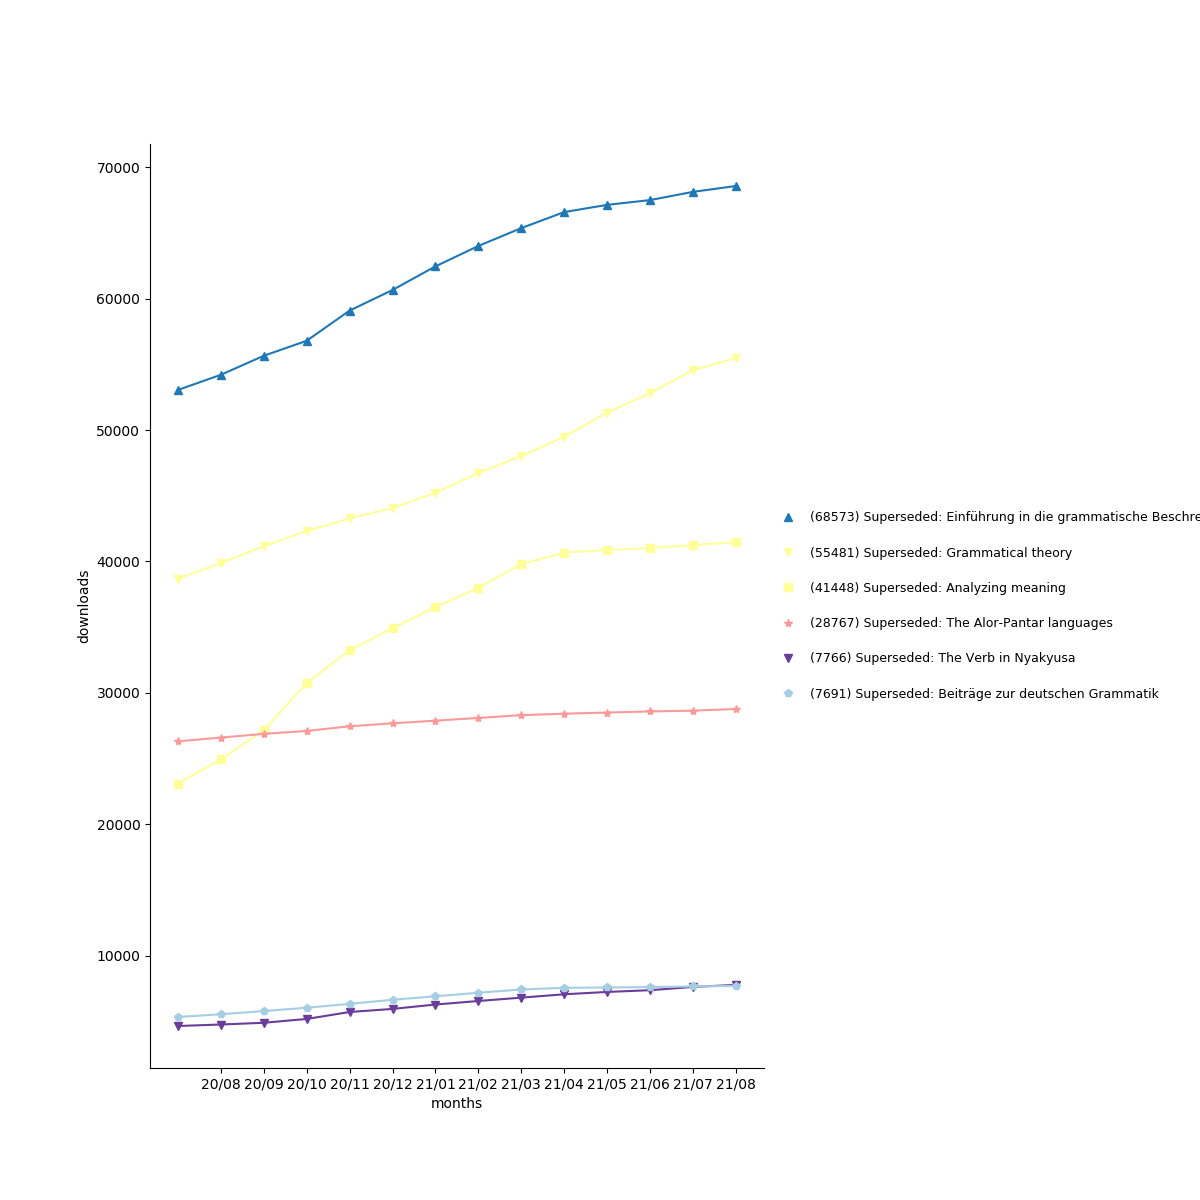 70000
60000
50000
40000
30000
20000
10000
downloads
20/08 20/09 20/10 20/11 20/12 21/01 21/02 21/03 21/04 21/05 21/06 21/07 21/08
months
(68573) Superseded: Einführung in die grammatische Beschre
(55481) Superseded: Grammatical theory
(41448) Superseded: Analyzing meaning
(28767) Superseded: The Alor-Pantar languages
(7766) Superseded: The Verb in Nyakyusa
(7691) Superseded: Beiträge zur deutschen Grammatik